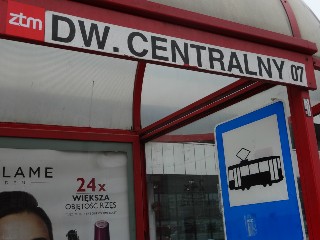 ztm DW. CENTRALNY 07
LAME
24x
WIĘKSZA
OBJĘTOŚĆ RZĘS